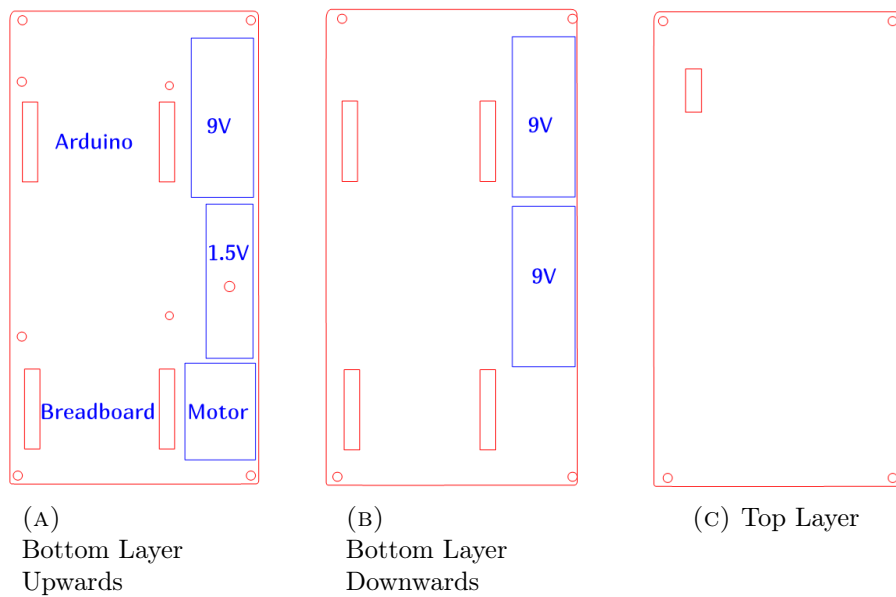 9V
Arduino
1.5V
Breadboard
Motor
9V
9V
(A)
Bottom Layer
Upwards
(B)
Bottom Layer
Downwards
(C) Top Layer